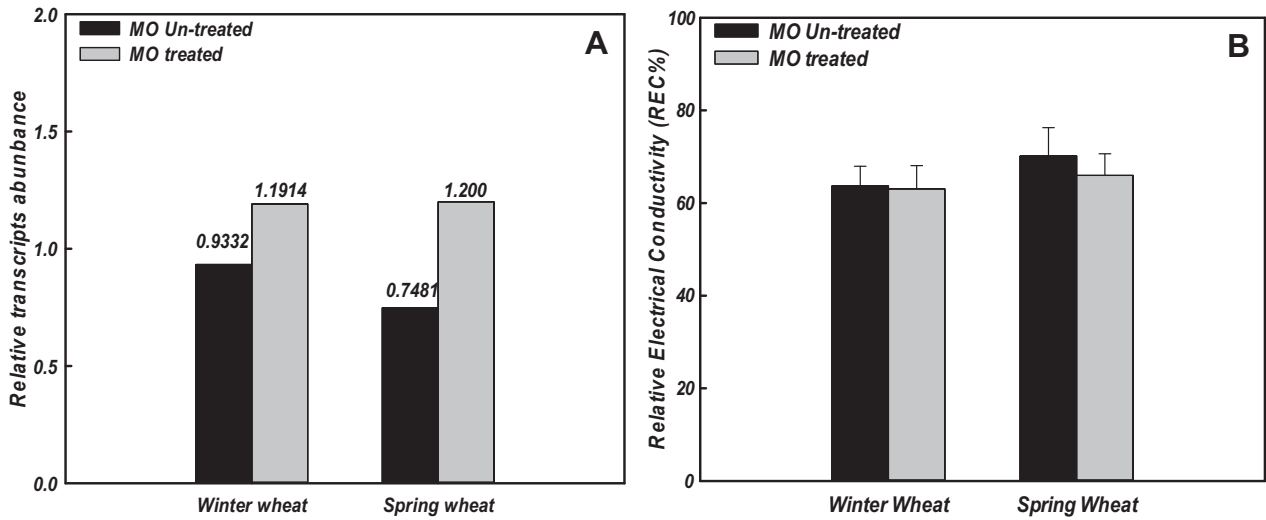 2.0
MO Un-treated
MO treated
A
1.5
1.0
0.5
0.0
Relative transcripts abunbance
0.9332
1.1914
0.7481
1.200
Winter wheat
Spring wheat
100
MO Un-treated
MO treated
B
80
60
40
20
0
Relative Electrical Conductivity (REC%)
Winter Wheat
Spring Wheat